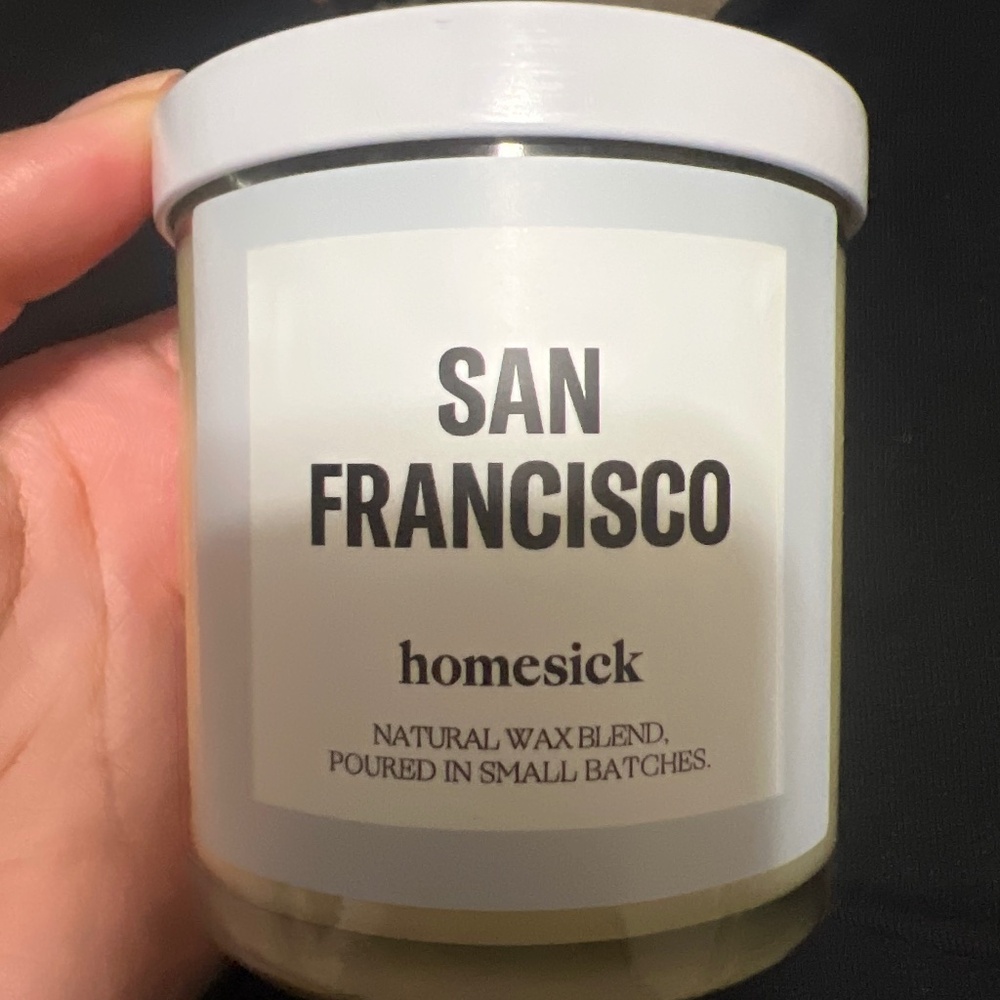 SAN
FRANCISCO
homesick
NATURAL WAX BLEND,
POURED IN SMALL BATCHES.